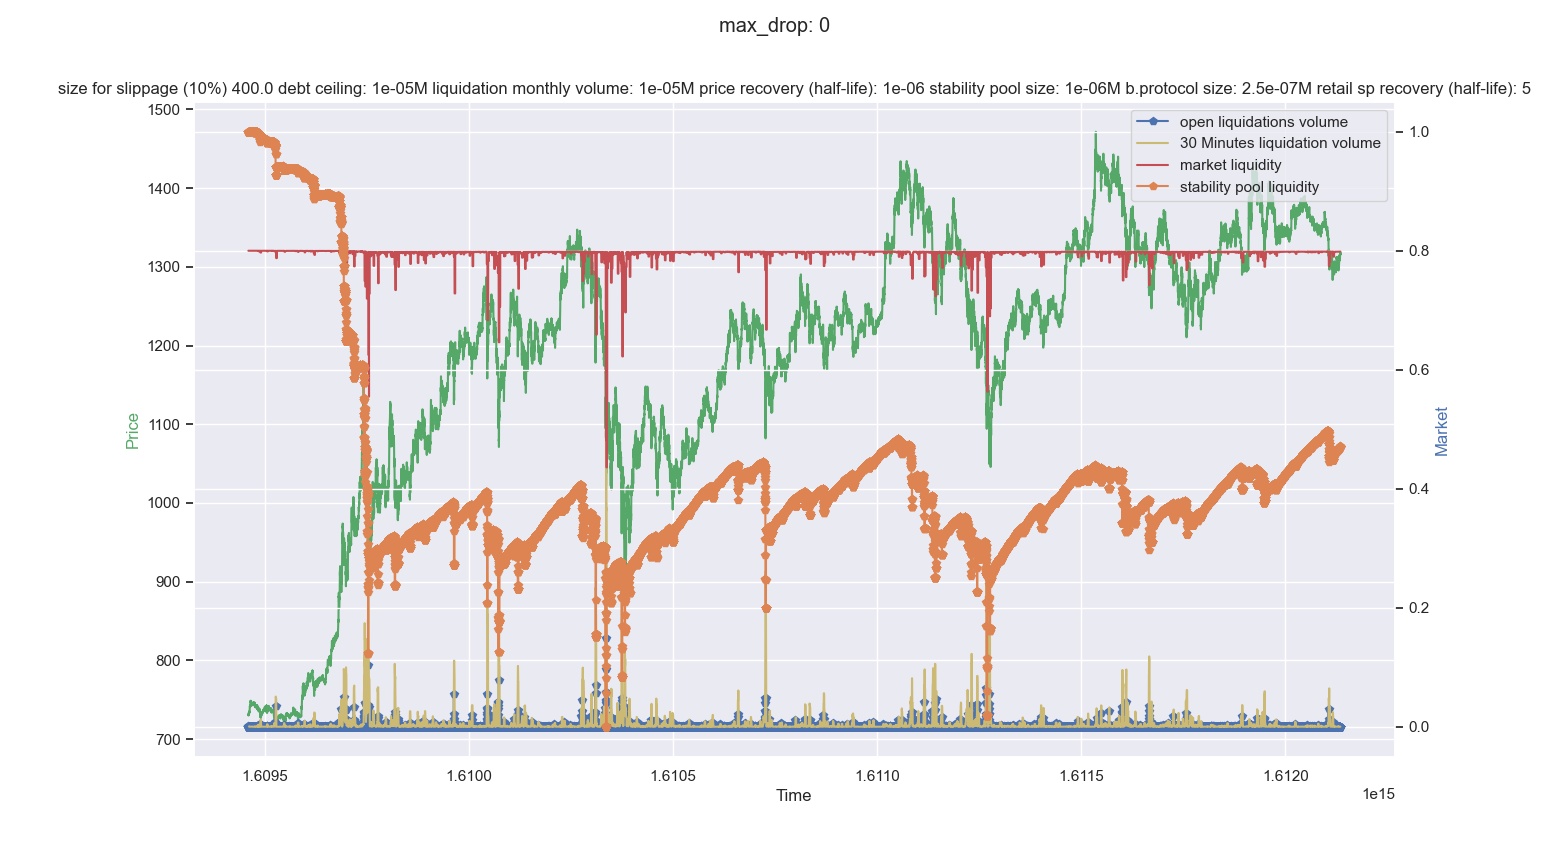 max_drop: 0
size for slippage (10%) 400.0 debt ceiling: 1e-05M liquidation monthly volume: 1e-05M price recovery (half-life): 1e-06 stability pool size: 1e-06M b.protocol size: 2.5e-07M retail sp recovery (half-life): 5
open liquidations volume
30 Minutes liquidation volume
market liquidity
stability pool liquidity
Price
1500
1400
1300
1200
1100
1000
900
800
700
Market
1.0
0.8
0.6
0.4
0.2
0.0
1.6095
1.6100
1.6105
1.6110
1.6115
1.6120
Time
1e15